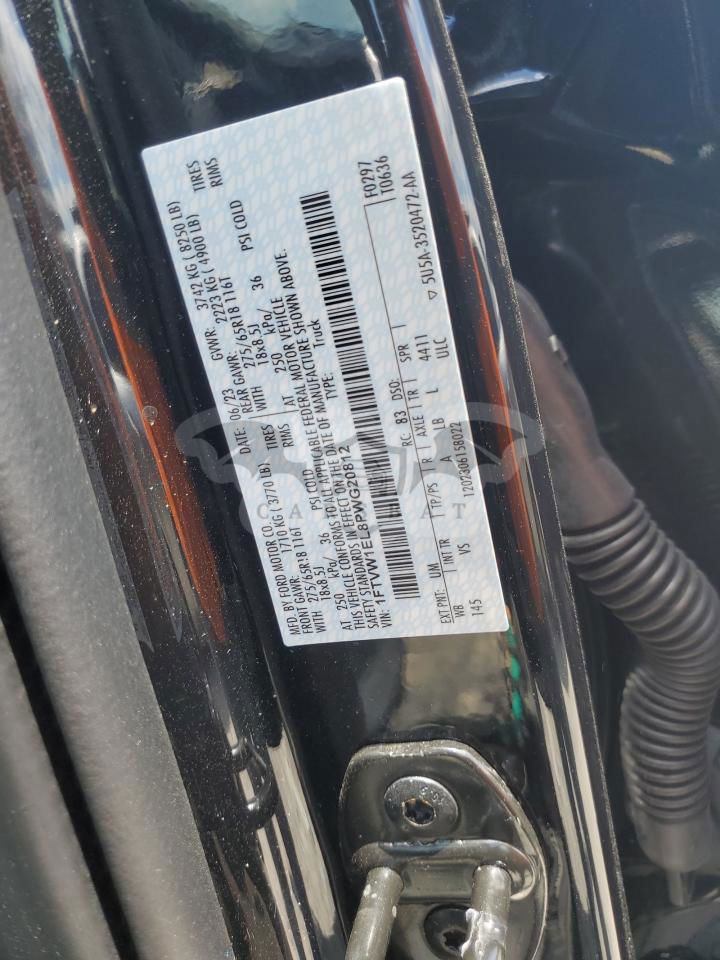 MFD. BY FORD MOTOR CO. DATE: 06/23 GVWR: 3742 KG ( 8250 LB)
FRONT GAWR: 1710 KG ( 3770 LB) REAR GAWR: 2223 KG ( 4900 LB)
WITH 275/65R18 116T TIRES WITH 275/65R18 116T TIRES
18x8.5J RIMS 18x8.5J RIMS
AT 250 kPa/ 36 PSI COLD AT 250 kPa/ 36 PSI COLD
THIS VEHICLE CONFORMS TO ALL APPLICABLE FEDERAL MOTOR VEHICLE
SAFETY STANDARDS IN EFFECT ON THE DATE OF MANUFACTURE SHOWN ABOVE.
VIN: 1FTVW1EL8PWG20812 TYPE: Truck
F0297
T0636
EXT PNT: UM RC: 83 DSO:
WB INT TR TP/PS R AXLE TR SPR
145 VS A LB L 4411
ULC
1202306158022
▽ 5U5A-3520472-AA